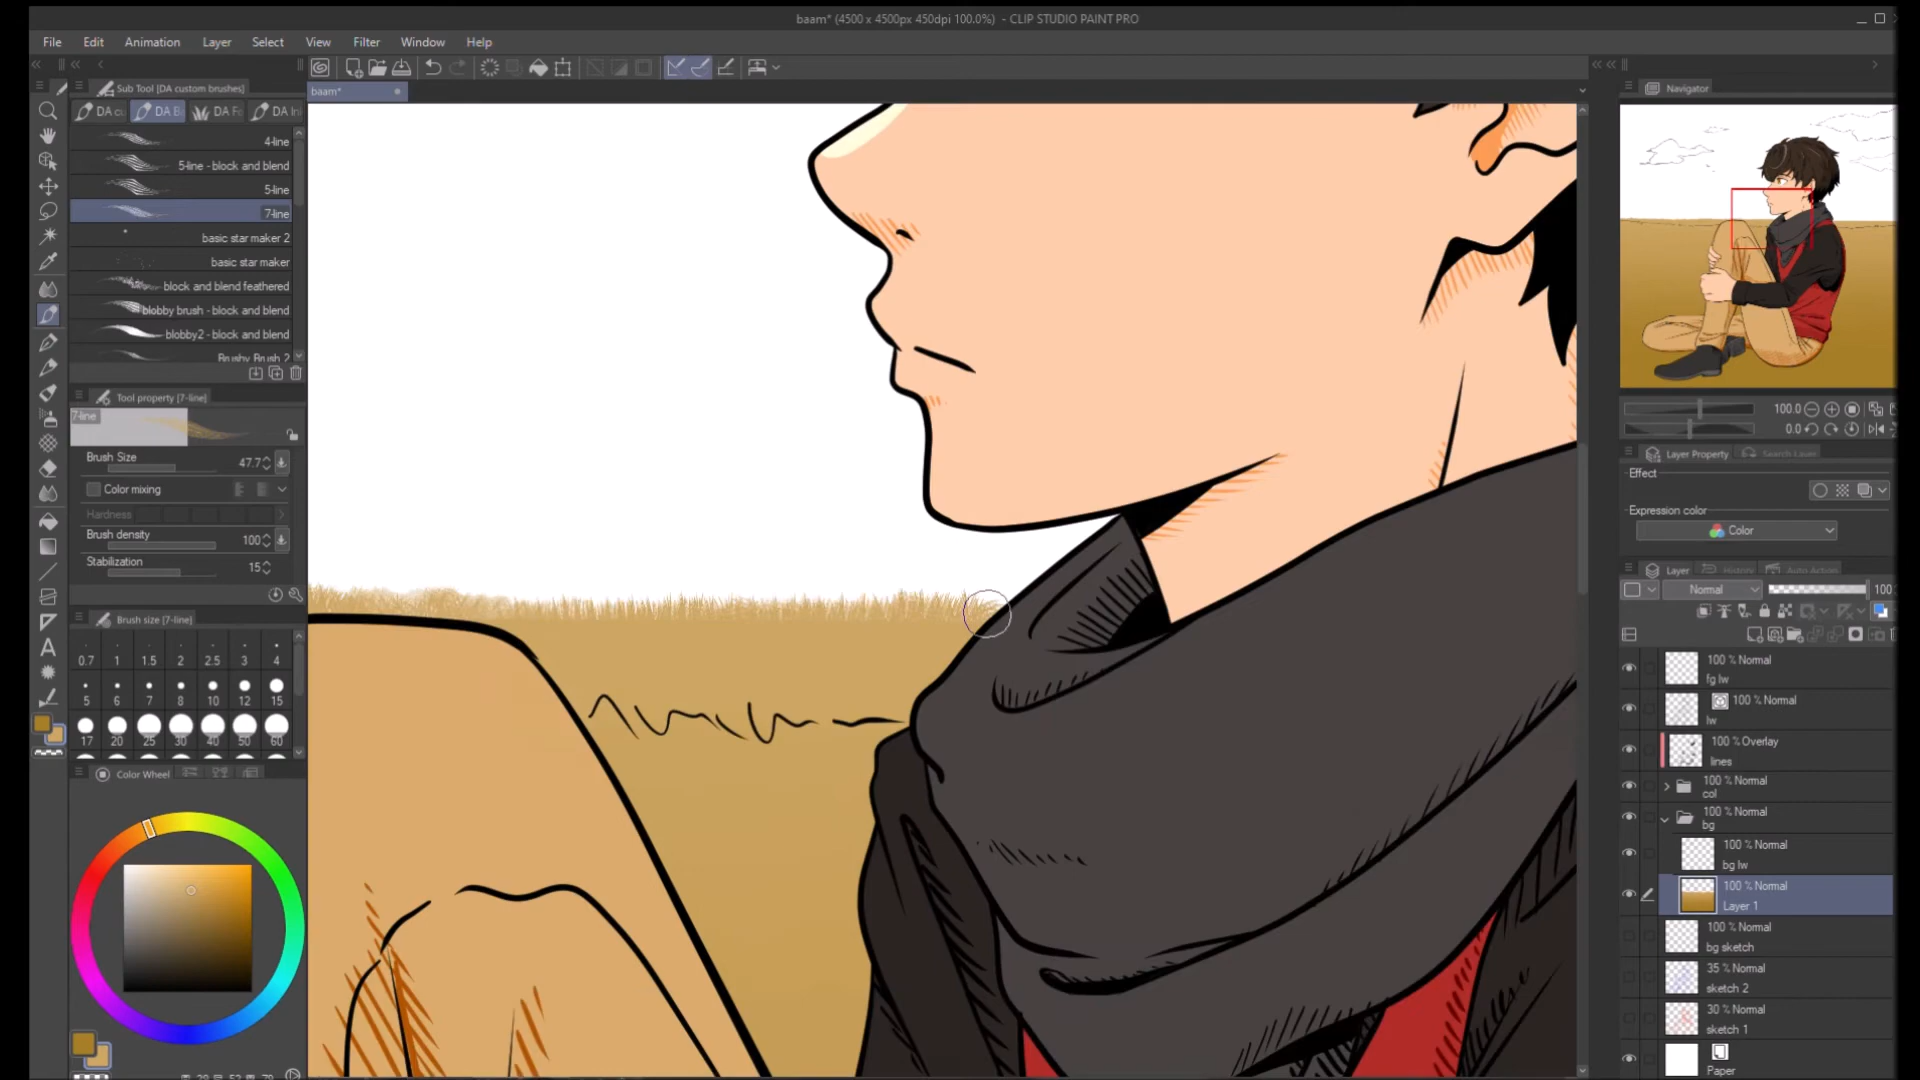 baam* (4500 x 4500px 450dpi 100.0%) - CLIP STUDIO PAINT PRO
File Edit Animation Layer Select View Filter Window Help
Sub Tool [DA custom brushes]
baam*
Navigator
DA cu DA B DA F DA In
4-line
5-line - block and blend
5-line
7-line
basic star maker 2
basic star maker
block and blend feathered
blobby brush - block and blend
blobby2 - block and blend
Brushy Brush 2
Tool property [7-line]
7-line
Brush Size 47.7
Color mixing
Hardness
Brush density 100
Stabilization 15
Brush size [7-line]
0.7 1 1.5 2 2.5 3 4
5 6 7 8 10 12 15
17 20 25 30 40 50 60
Color Wheel
100.0
0.0
Layer Property Search Layer
Effect
Expression color
Color
Layer History Auto Action
Normal 100
100 % Normal
fg lw
100 % Normal
lw
100 % Overlay
lines
100 % Normal
col
100 % Normal
bg
100 % Normal
bg lw
100 % Normal
Layer 1
100 % Normal
bg sketch
35 % Normal
sketch 2
30 % Normal
sketch 1
Paper